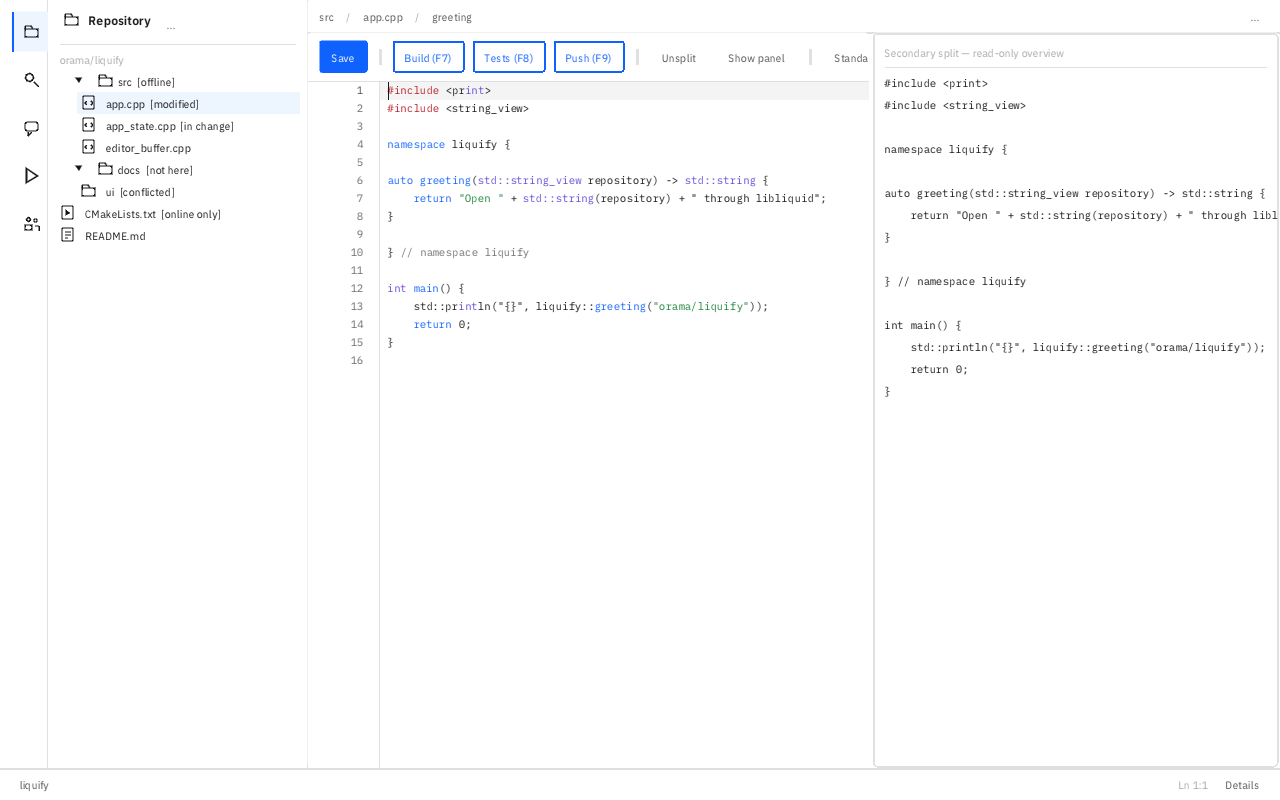 Repository ...
orama/liquify
src [offline]
app.cpp [modified]
app_state.cpp [in change]
editor_buffer.cpp
docs [not here]
ui [conflicted]
CMakeLists.txt [online only]
README.md
src / app.cpp / greeting ...
Save Build (F7) Tests (F8) Push (F9) Unsplit Show panel Standa
1 #include <print>
2 #include <string_view>
3
4 namespace liquify {
5
6 auto greeting(std::string_view repository) -> std::string {
7     return "Open " + std::string(repository) + " through libliquid";
8 }
9
10 } // namespace liquify
11
12 int main() {
13     std::println("{}", liquify::greeting("orama/liquify"));
14     return 0;
15 }
16
Secondary split — read-only overview
#include <print>
#include <string_view>
namespace liquify {
auto greeting(std::string_view repository) -> std::string {
    return "Open " + std::string(repository) + " through libl
}
} // namespace liquify
int main() {
    std::println("{}", liquify::greeting("orama/liquify"));
    return 0;
}
liquify Ln 1:1 Details